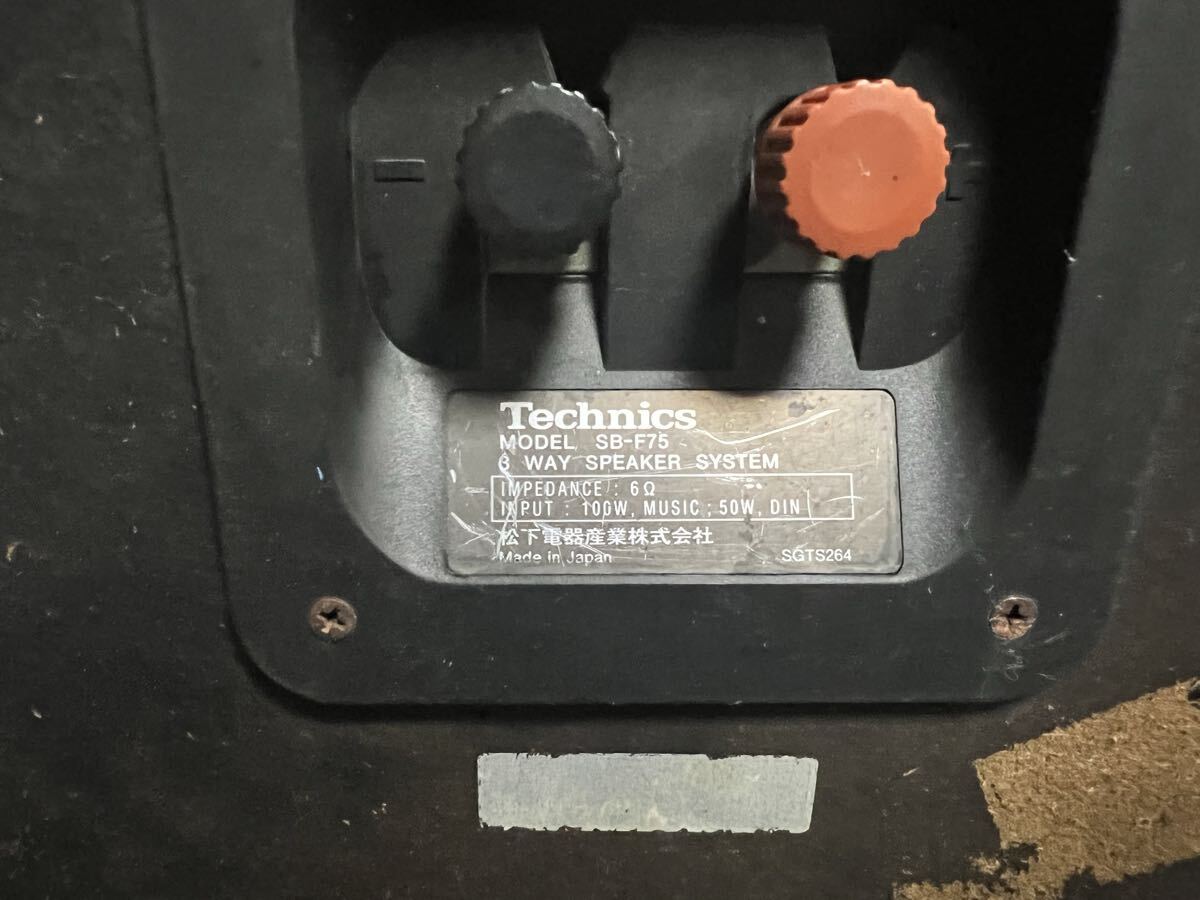 Technics
MODEL SB-F75
3 WAY SPEAKER SYSTEM
IMPEDANCE : 6Ω
INPUT : 100W, MUSIC ; 50W, DIN
松下電器産業株式会社
Made in Japan SGTS264